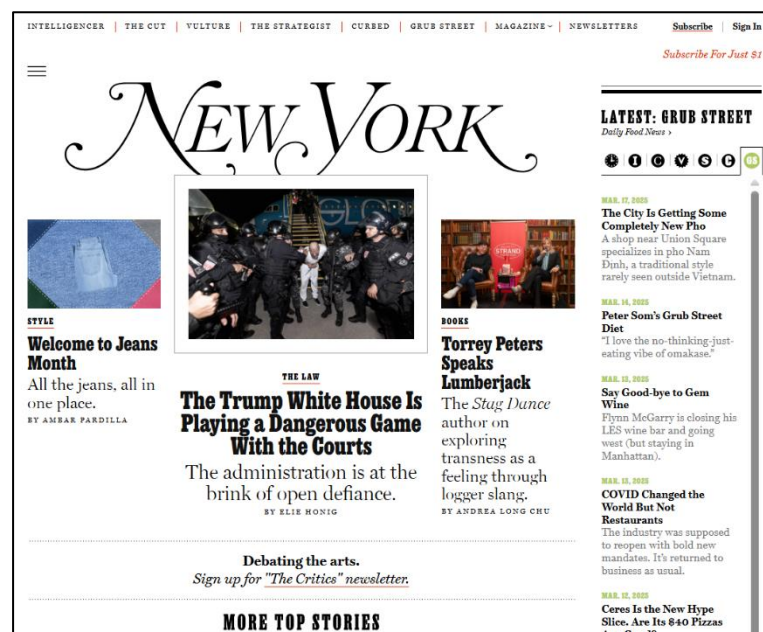 INTELLIGENCER | THE CUT | VULTURE | THE STRATEGIST | CURBED | GRUB STREET | MAGAZINE | NEWSLETTERS
Subscribe | Sign In
Subscribe For Just $1
NEW YORK
STYLE
Welcome to Jeans
Month
All the jeans, all in
one place.
BY AMBAR PARDILLA
THE LAW
The Trump White House Is
Playing a Dangerous Game
With the Courts
The administration is at the
brink of open defiance.
BY ELIE HONIG
STRAND
BOOKS
Torrey Peters
Speaks
Lumberjack
The Stag Dance
author on
exploring
transness as a
feeling through
logger slang.
BY ANDREA LONG CHU
Debating the arts.
Sign up for "The Critics" newsletter.
MORE TOP STORIES
LATEST: GRUB STREET
Daily Food News ›
I C V S C GS
MAR. 17, 2025
The City Is Getting Some
Completely New Pho
A shop near Union Square
specializes in pho Nam
Định, a traditional style
rarely seen outside Vietnam.
MAR. 14, 2025
Peter Som's Grub Street
Diet
"I love the no-thinking-just-
eating vibe of omakase."
MAR. 13, 2025
Say Good-bye to Gem
Wine
Flynn McGarry is closing his
LES wine bar and going
west (but staying in
Manhattan).
MAR. 13, 2025
COVID Changed the
World But Not
Restaurants
The industry was supposed
to reopen with bold new
mandates. It's returned to
business as usual.
MAR. 12, 2025
Ceres Is the New Hype
Slice. Are Its $40 Pizzas